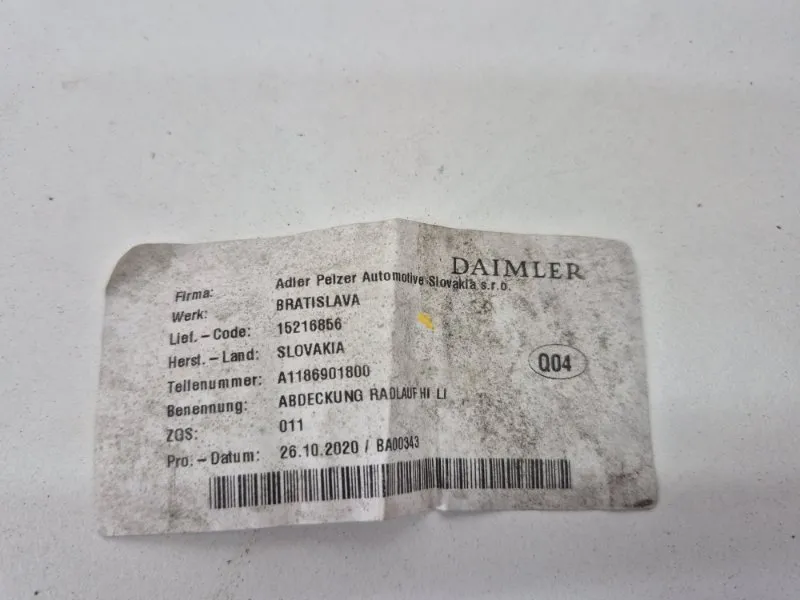 DAIMLER
Firma: Adler Pelzer Automotive Slovakia s.r.o.
Werk: BRATISLAVA
Lief.-Code: 15216856
Herst.-Land: SLOVAKIA
Teilenummer: A1186901800
Benennung: ABDECKUNG RADLAUF HI LI
ZGS: 011
Pro.-Datum: 26.10.2020 / BA00343
Q04